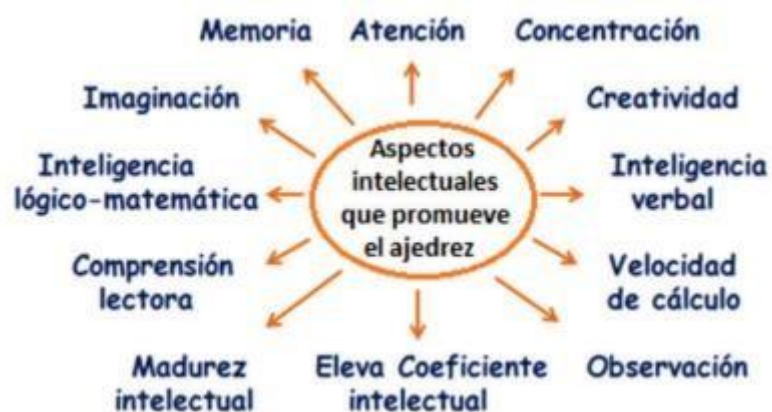 Memoria
Atención
Concentración
Imaginación
Creatividad
Aspectos
intelectuales
que promueve
el ajedrez
Inteligencia
lógico-matemática
Inteligencia
verbal
Comprensión
lectora
Velocidad
de cálculo
Madurez
intelectual
Eleva Coeficiente
intelectual
Observación